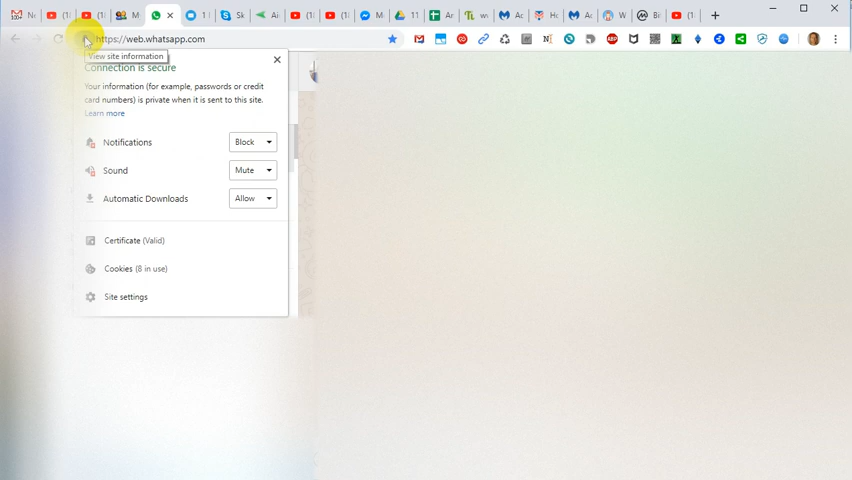 https://web.whatsapp.com
View site information
Connection is secure
Your information (for example, passwords or credit
card numbers) is private when it is sent to this site.
Learn more
Notifications
Block
Sound
Mute
Automatic Downloads
Allow
Certificate (Valid)
Cookies (8 in use)
Site settings